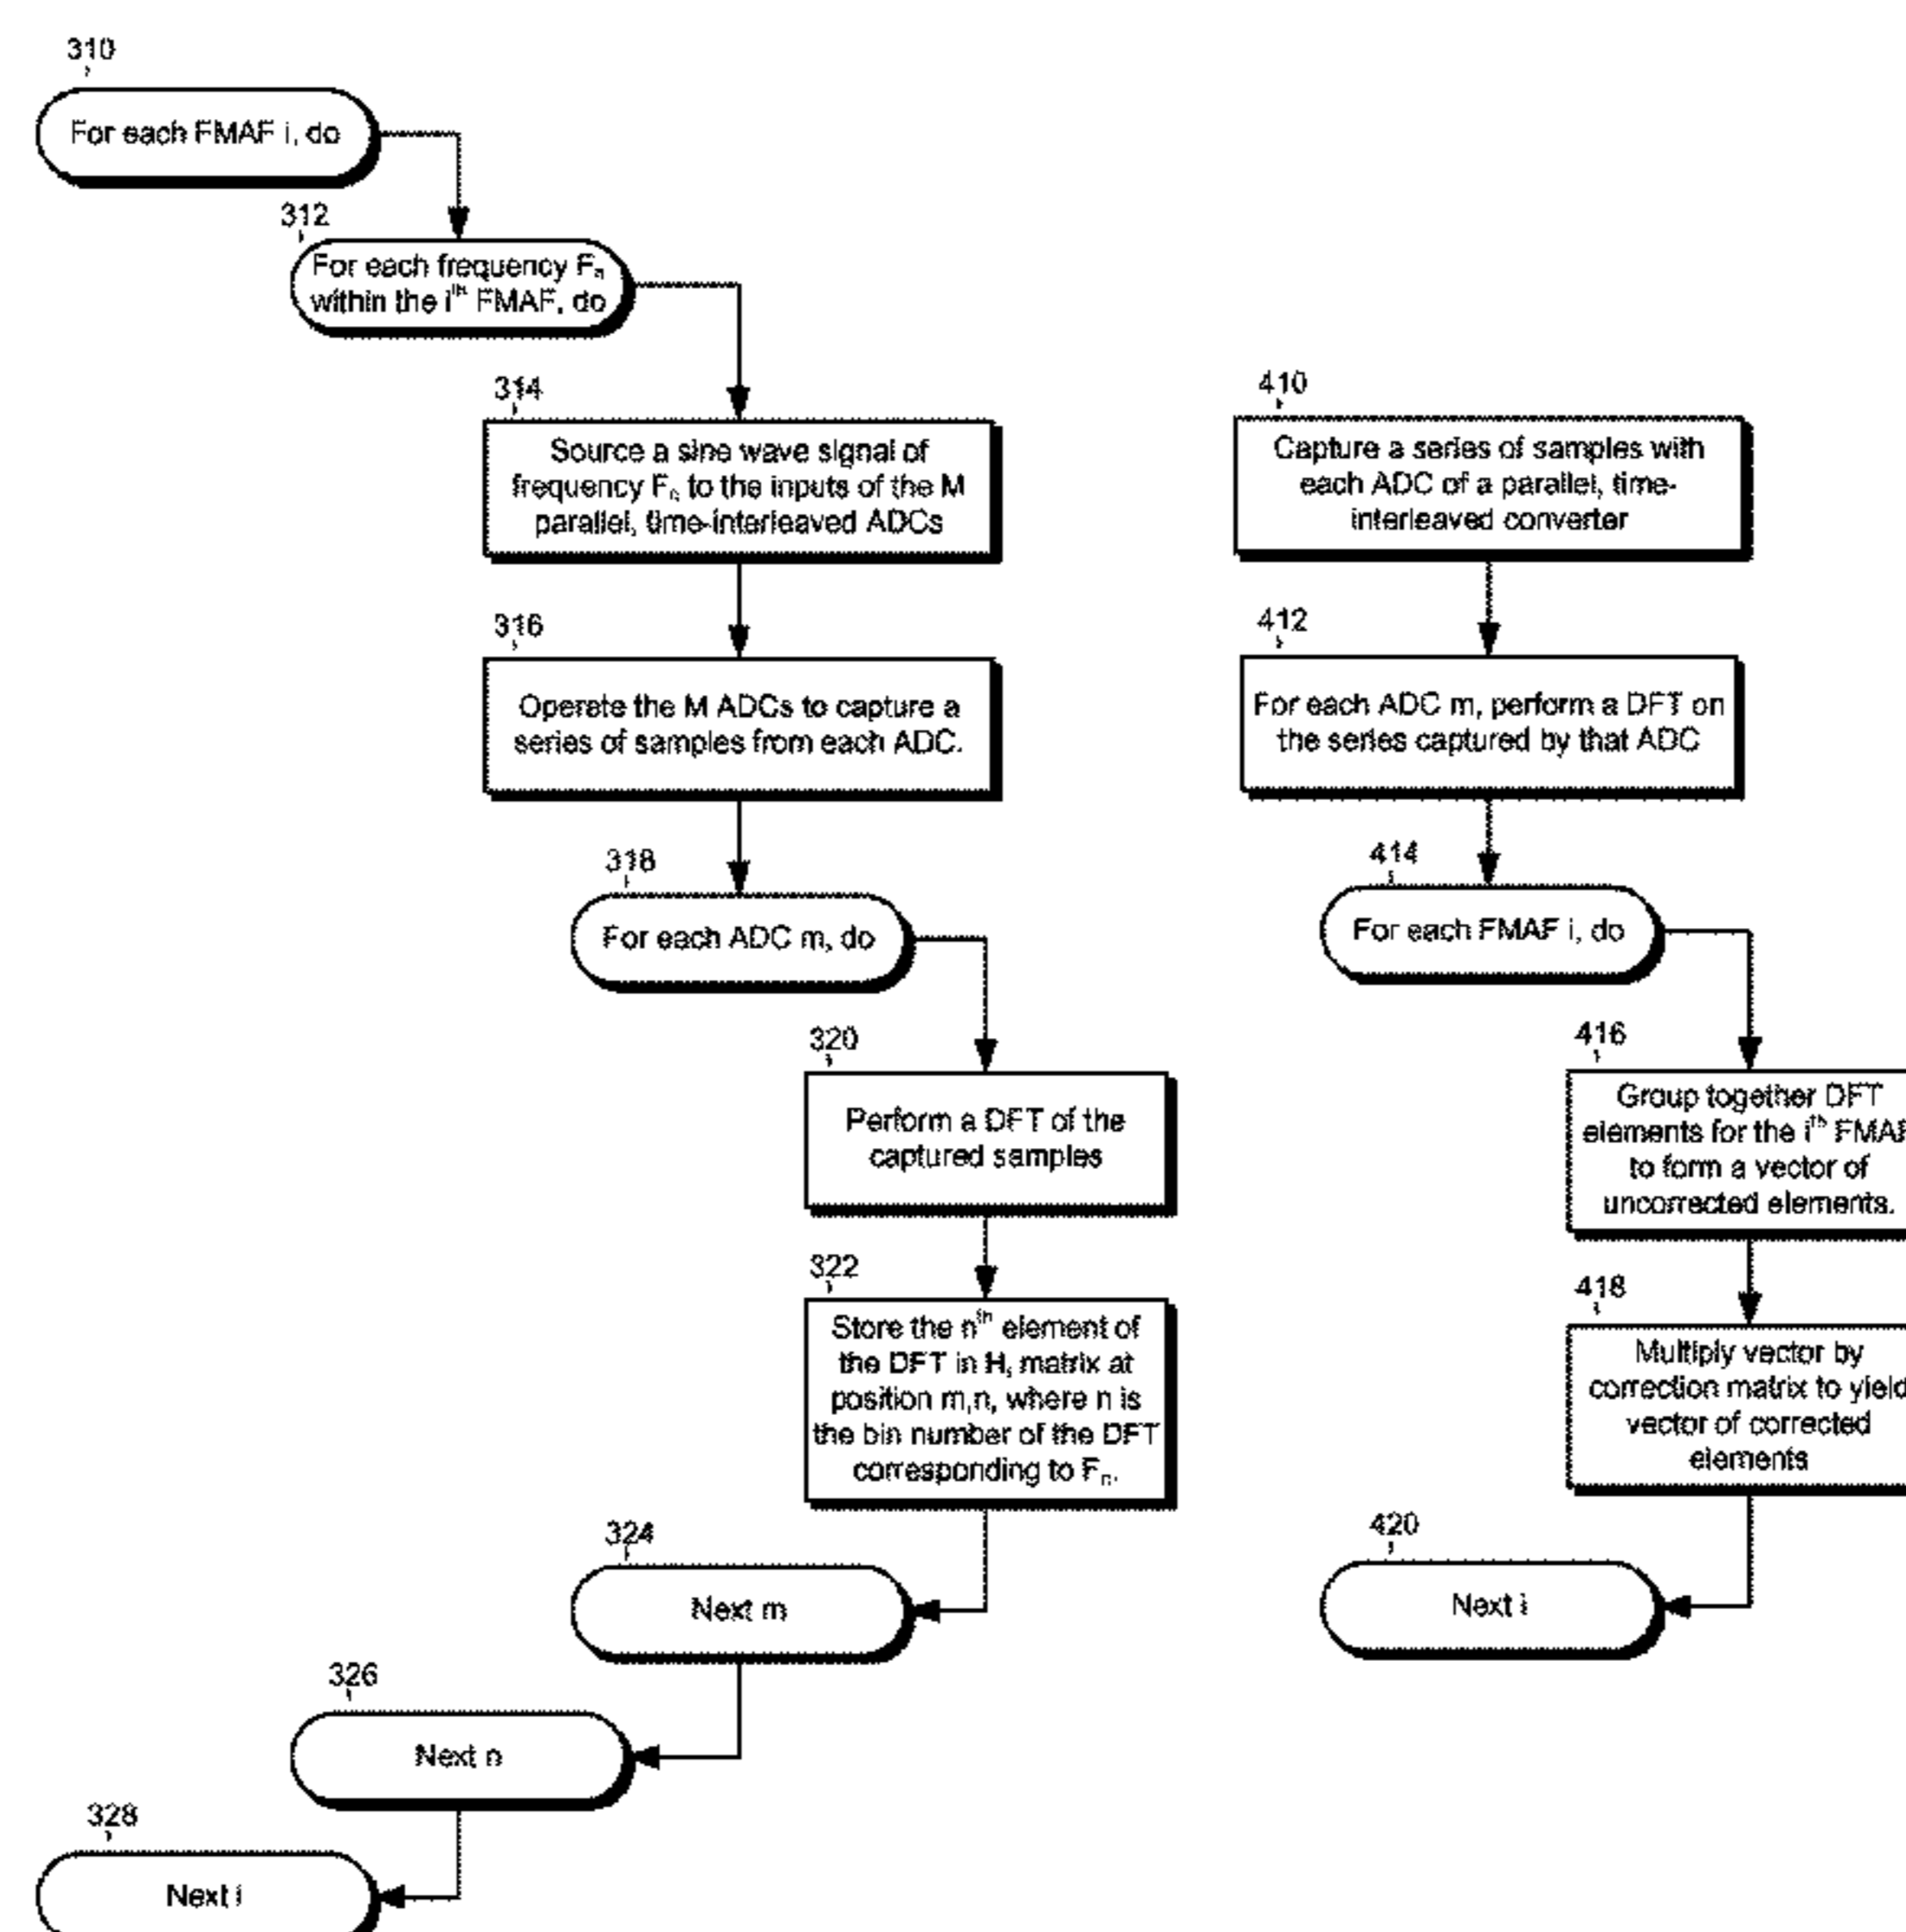 310
For each FMAF i, do
312
For each frequency Fn
within the ith FMAF, do
314
Source a sine wave signal of
frequency Fn to the inputs of the M
parallel, time-interleaved ADCs
316
Operate the M ADCs to capture a
series of samples from each ADC.
318
For each ADC m, do
320
Perform a DFT of the
captured samples
322
Store the nth element of
the DFT in Hi matrix at
position m,n, where n is
the bin number of the DFT
corresponding to Fn.
324
Next m
326
Next n
328
Next i
410
Capture a series of samples with
each ADC of a parallel, time-
interleaved converter
412
For each ADC m, perform a DFT on
the series captured by that ADC
414
For each FMAF i, do
416
Group together DFT
elements for the ith FMAF
to form a vector of
uncorrected elements.
418
Multiply vector by
correction matrix to yield
vector of corrected
elements
420
Next i